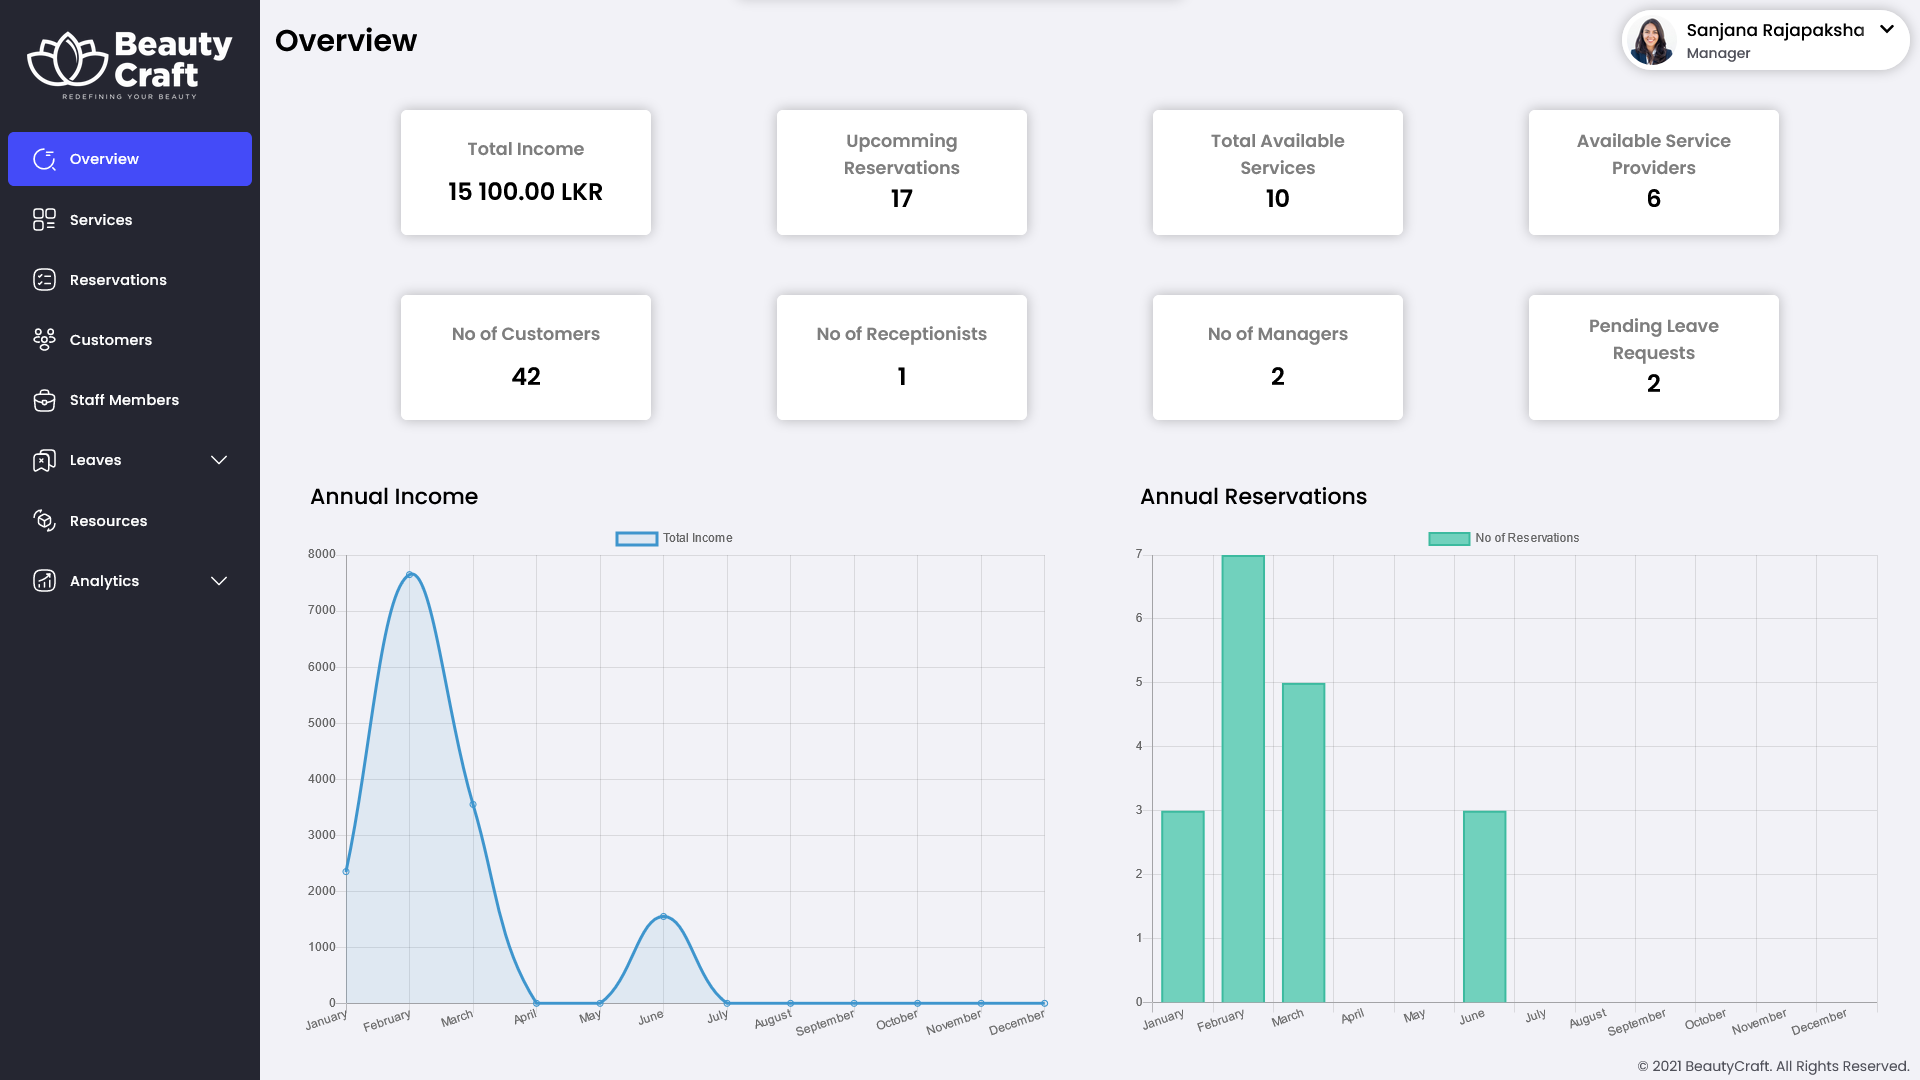 Beauty
Craft
REDEFINING YOUR BEAUTY
Overview
Services
Reservations
Customers
Staff Members
Leaves
Resources
Analytics
Overview
Sanjana Rajapaksha
Manager
Total Income
15 100.00 LKR
Upcomming
Reservations
17
Total Available
Services
10
Available Service
Providers
6
No of Customers
42
No of Receptionists
1
No of Managers
2
Pending Leave
Requests
2
Annual Income
Total Income
8000
7000
6000
5000
4000
3000
2000
1000
0
January February March April May June July August September October November December
Annual Reservations
No of Reservations
7
6
5
4
3
2
1
0
January February March April May June July August September October November December
© 2021 BeautyCraft. All Rights Reserved.